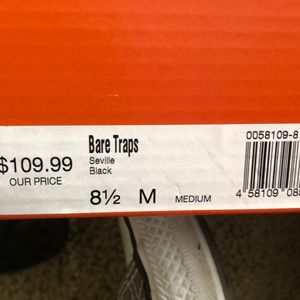 Bare Traps
Seville
Black
$109.99
OUR PRICE
8½ M MEDIUM
0058109-8
4 58109 08